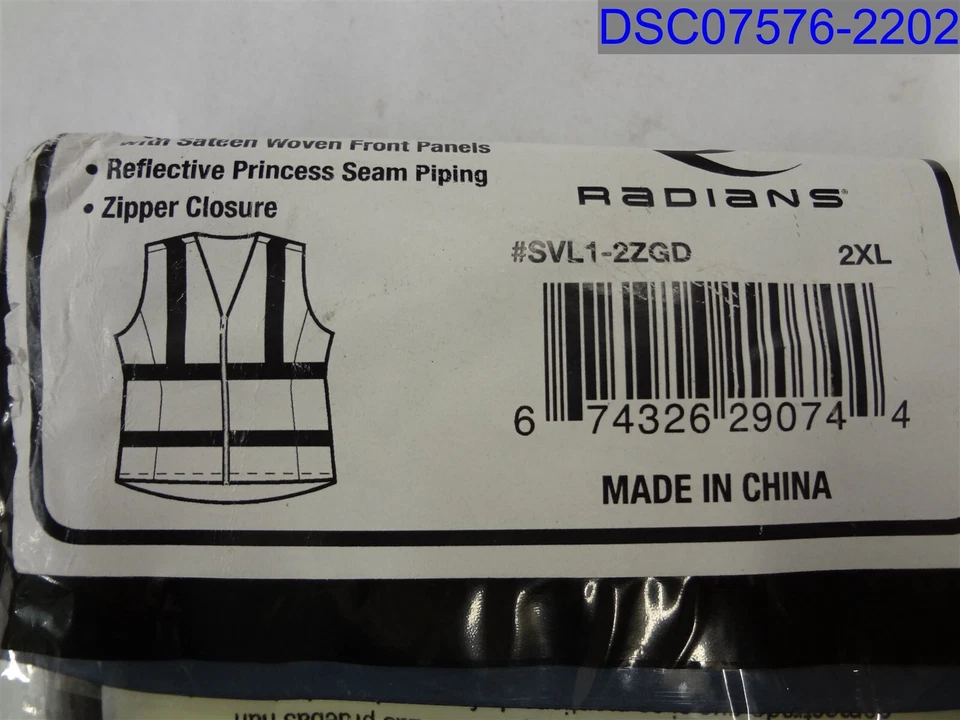 DSC07576-2202
with Sateen Woven Front Panels
• Reflective Princess Seam Piping
• Zipper Closure
RADIANS®
#SVL1-2ZGD 2XL
6 74326 29074 4
MADE IN CHINA